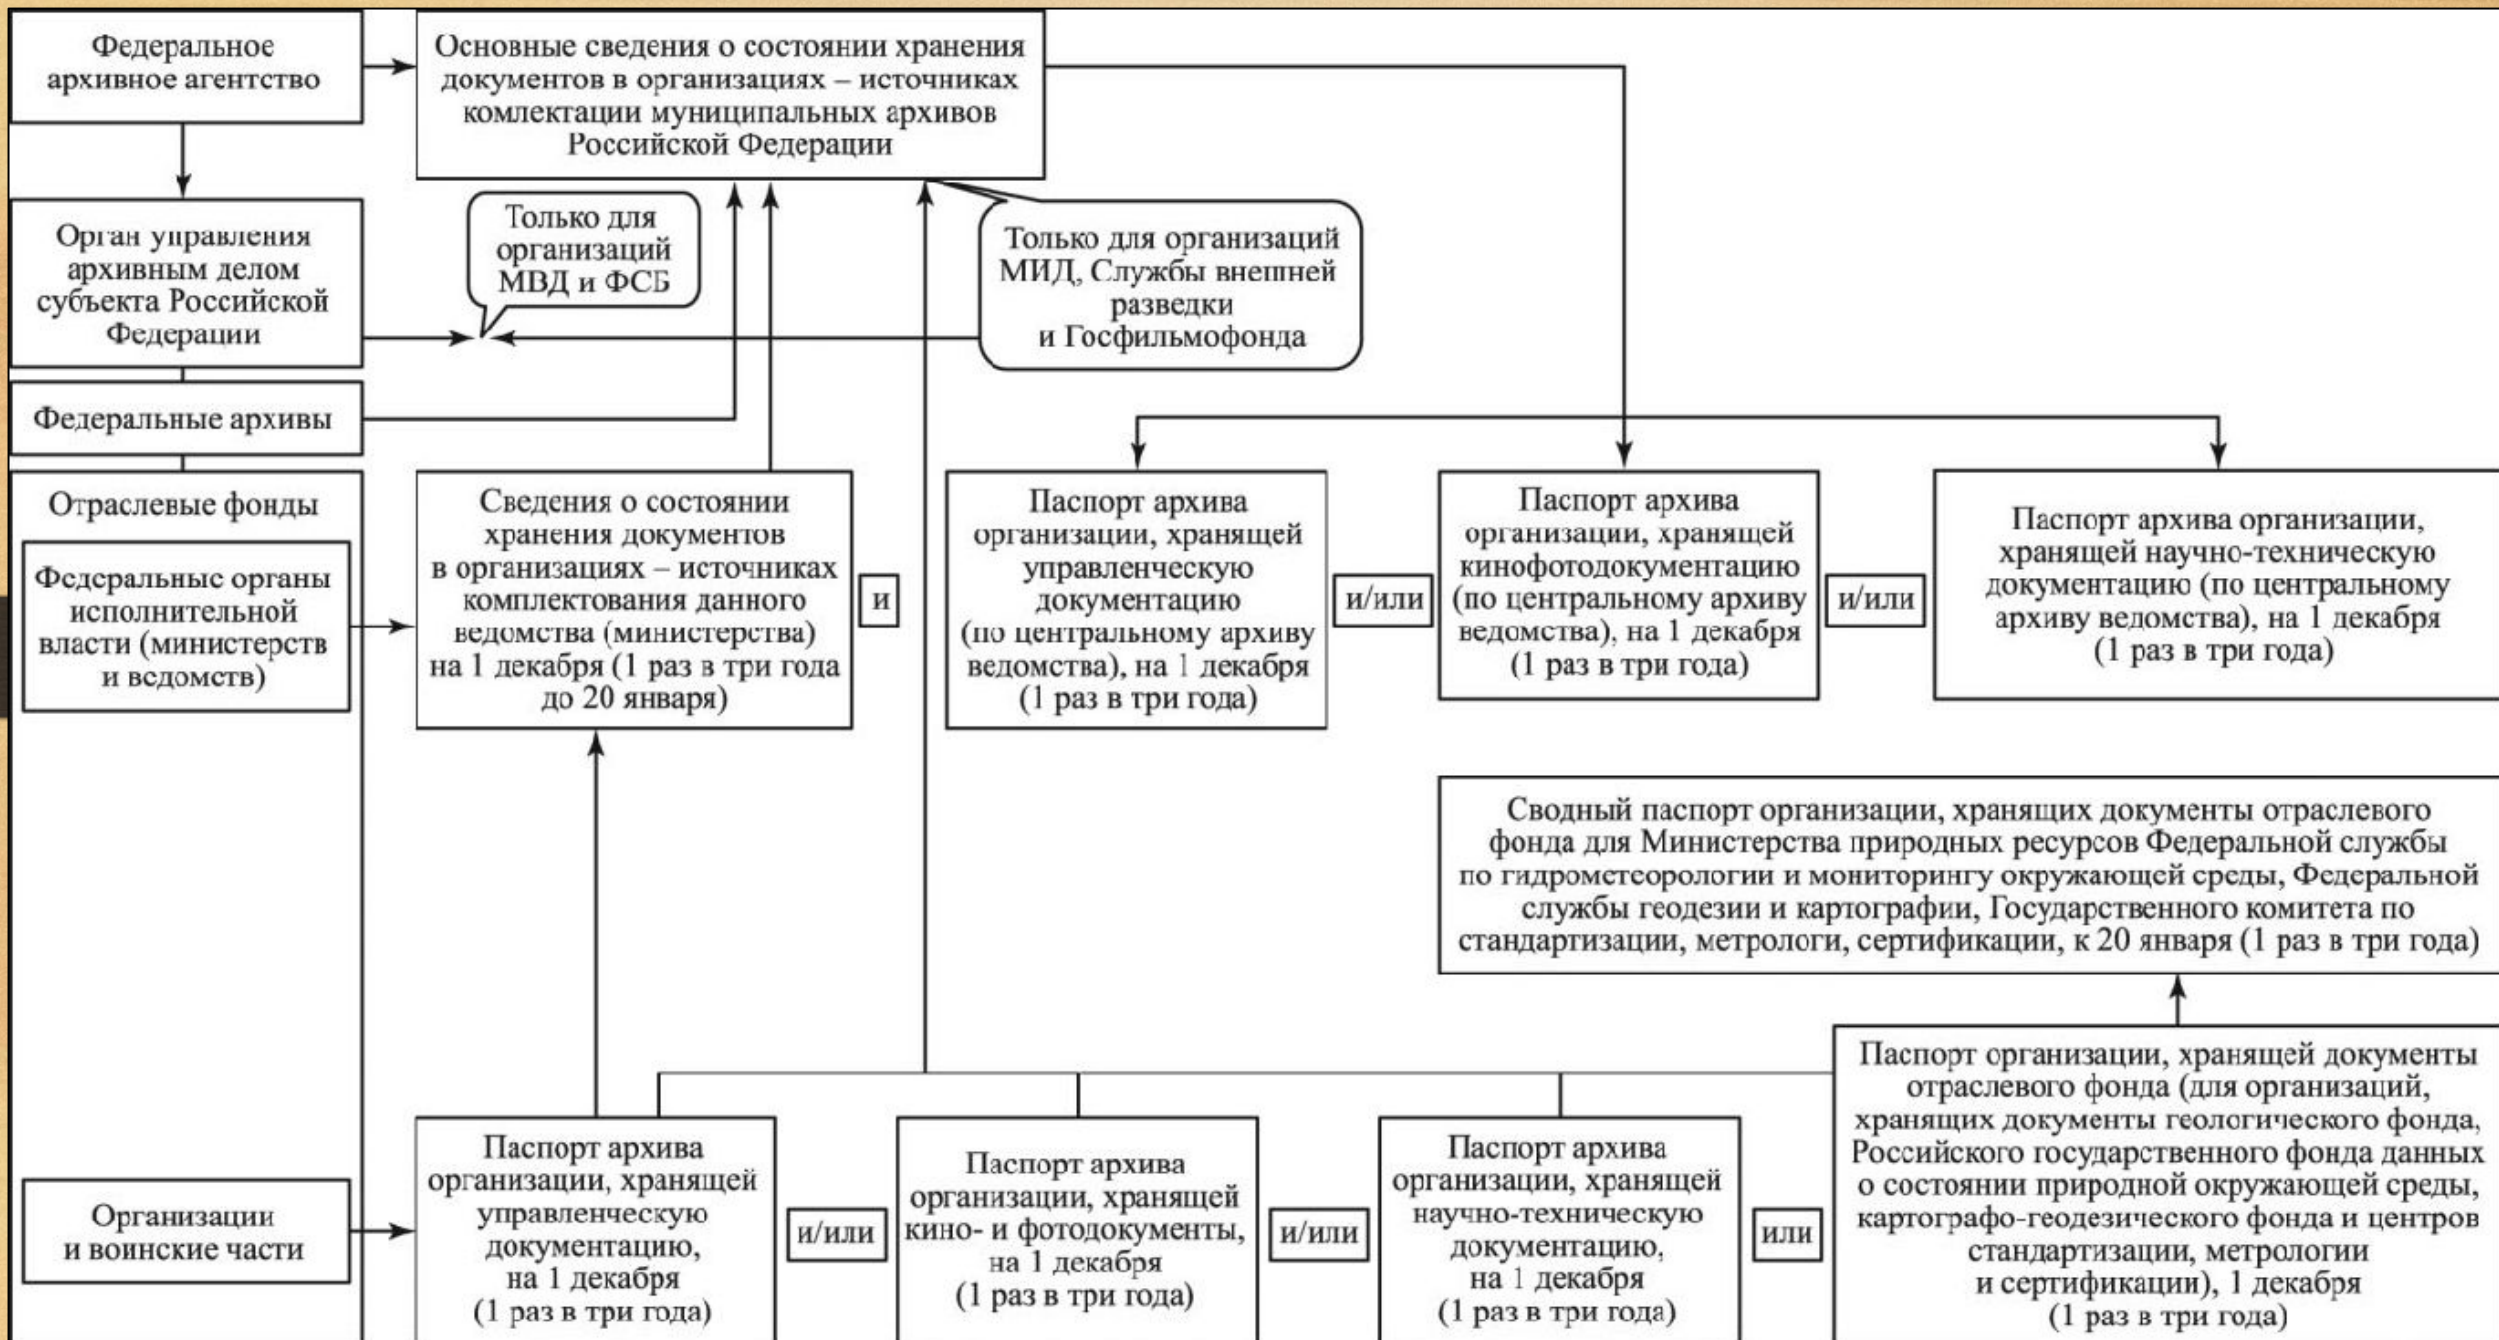 Федеральное
архивное агентство
Основные сведения о состоянии хранения
документов в организациях – источниках
комлектации муниципальных архивов
Российской Федерации
Орган управления
архивным делом
субъекта Российской
Федерации
Только для
организаций
МВД и ФСБ
Только для организаций
МИД, Службы внешней
разведки
и Госфильмофонда
Федеральные архивы
Отраслевые фонды
Федеральные органы
исполнительной
власти (министерств
и ведомств)
Сведения о состоянии
хранения документов
в организациях – источниках
комплектования данного
ведомства (министерства)
на 1 декабря (1 раз в три года
до 20 января)
и
Паспорт архива
организации, хранящей
управленческую
документацию
(по центральному архиву
ведомства), на 1 декабря
(1 раз в три года)
и/или
Паспорт архива
организации, хранящей
кинофотодокументацию
(по центральному архиву
ведомства), на 1 декабря
(1 раз в три года)
и/или
Паспорт архива организации,
хранящей научно-техническую
документацию (по центральному
архиву ведомства), на 1 декабря
(1 раз в три года)
Сводный паспорт организации, хранящих документы отраслевого
фонда для Министерства природных ресурсов Федеральной службы
по гидрометеорологии и мониторингу окружающей среды, Федеральной
службы геодезии и картографии, Государственного комитета по
стандартизации, метрологи, сертификации, к 20 января (1 раз в три года)
Организации
и воинские части
Паспорт архива
организации, хранящей
управленческую
документацию,
на 1 декабря
(1 раз в три года)
и/или
Паспорт архива
организации, хранящей
кино- и фотодокументы,
на 1 декабря
(1 раз в три года)
и/или
Паспорт архива
организации, хранящей
научно-техническую
документацию,
на 1 декабря
(1 раз в три года)
или
Паспорт организации, хранящей документы
отраслевого фонда (для организаций,
хранящих документы геологического фонда,
Российского государственного фонда данных
о состоянии природной окружающей среды,
картографо-геодезического фонда и центров
стандартизации, метрологии
и сертификации), 1 декабря
(1 раз в три года)